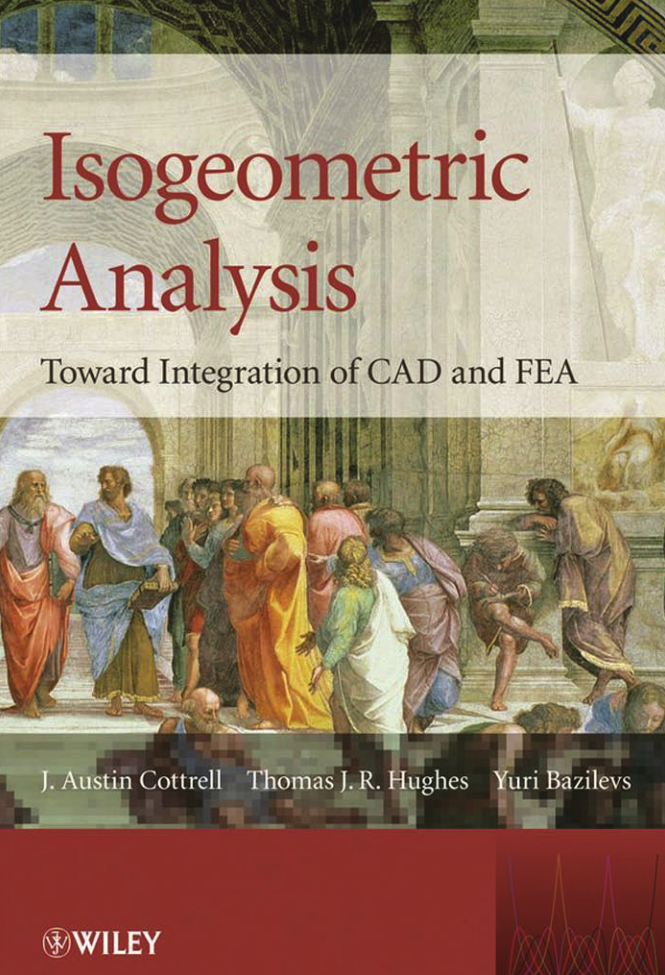 Isogeometric
Analysis
Toward Integration of CAD and FEA
J. Austin Cottrell Thomas J. R. Hughes Yuri Bazilevs
WILEY